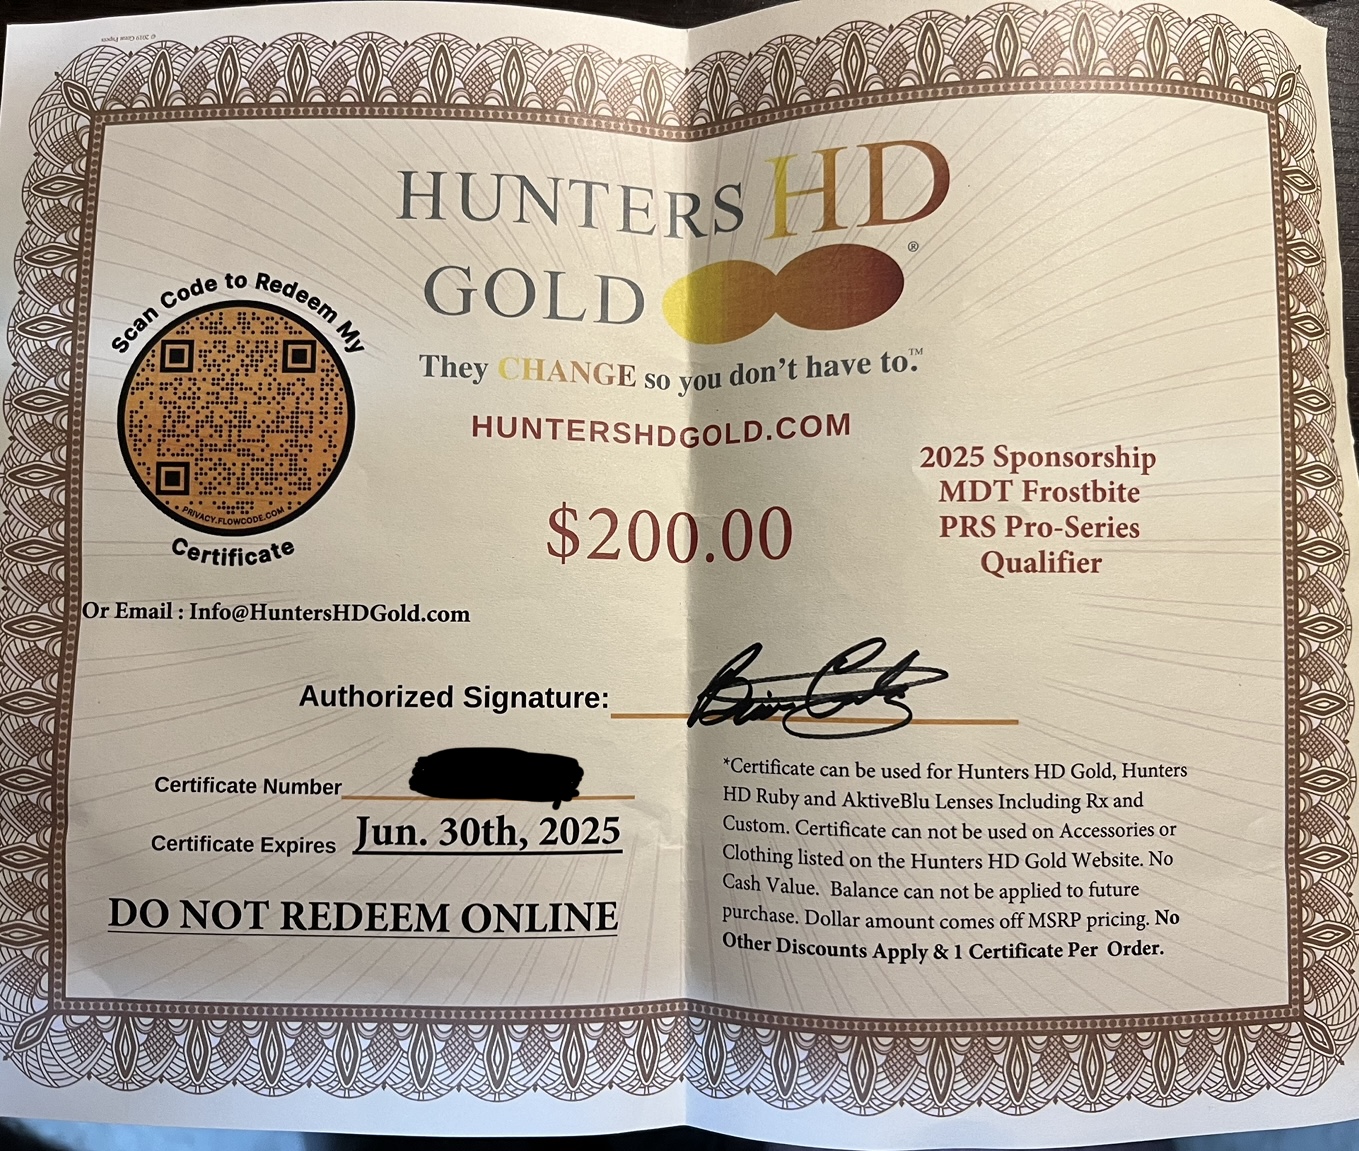 © 2019 Geo Papers
HUNTERS HD
GOLD ®
They CHANGE so you don't have to.™
HUNTERSHDGOLD.COM
Scan Code to Redeem My
PRIVACY.FLOWCODE.COM
Certificate
$200.00
2025 Sponsorship
MDT Frostbite
PRS Pro-Series
Qualifier
Or Email : Info@HuntersHDGold.com
Authorized Signature:
Certificate Number
Certificate Expires Jun. 30th, 2025
DO NOT REDEEM ONLINE
*Certificate can be used for Hunters HD Gold, Hunters
HD Ruby and AktiveBlu Lenses Including Rx and
Custom. Certificate can not be used on Accessories or
Clothing listed on the Hunters HD Gold Website. No
Cash Value. Balance can not be applied to future
purchase. Dollar amount comes off MSRP pricing. No
Other Discounts Apply & 1 Certificate Per Order.